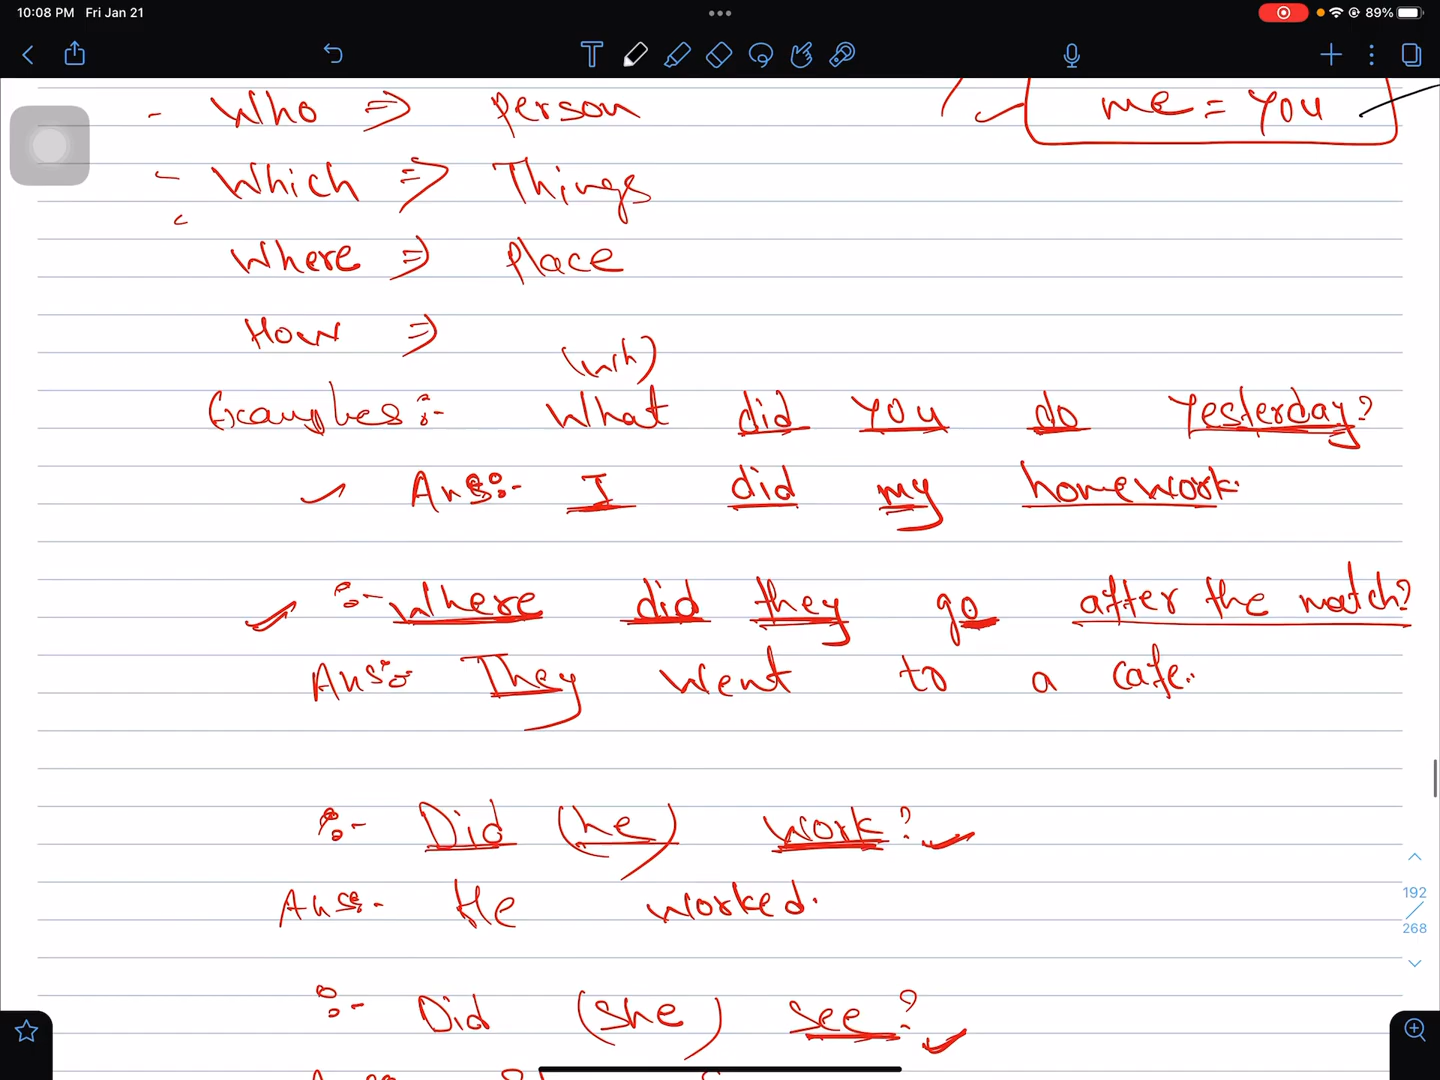 10:08 PM Fri Jan 21
89%
- Who ⇒ person
me = You
- Which ⇒ Things
Where ⇒ Place
How ⇒
(wh)
Examples:- What did You do Yesterday?
Ans:- I did my homework.
:- Where did they go after the match?
Ans:- They went to a cafe.
:- Did (he) work?
192
Ans:- He worked.
268
:- Did (she) see?